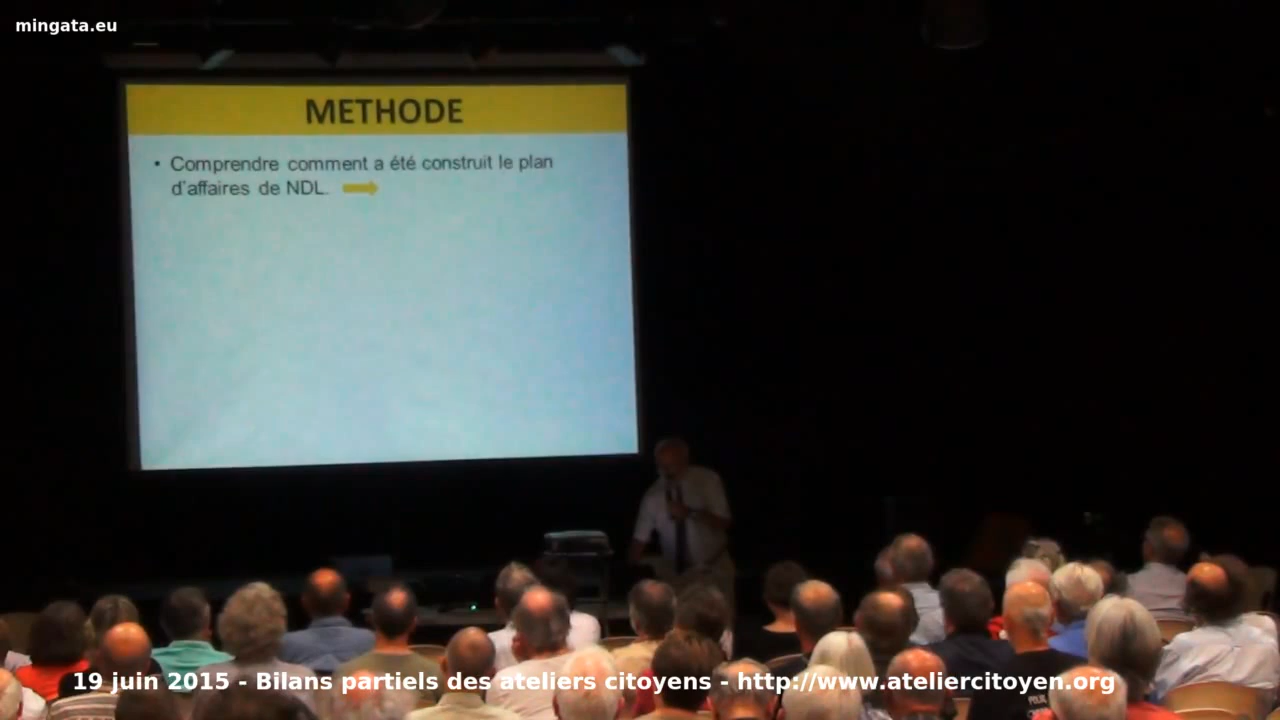 mingata.eu
METHODE
• Comprendre comment a été construit le plan
d'affaires de NDL.
19 juin 2015 - Bilans partiels des ateliers citoyens - http://www.ateliercitoyen.org